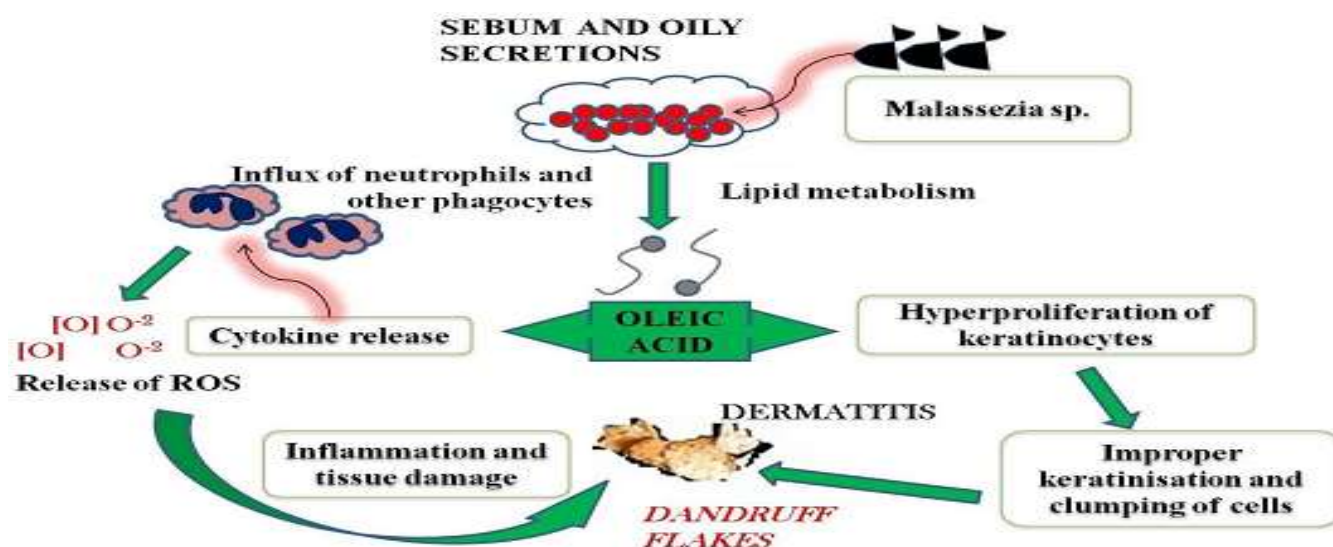 SEBUM AND OILY
SECRETIONS
Malassezia sp.
Influx of neutrophils and
other phagocytes
Lipid metabolism
[O] O-2
[O] O-2
Release of ROS
Cytokine release
OLEIC
ACID
Hyperproliferation of
keratinocytes
DERMATITIS
Inflammation and
tissue damage
Improper
keratinisation and
clumping of cells
DANDRUFF
FLAKES